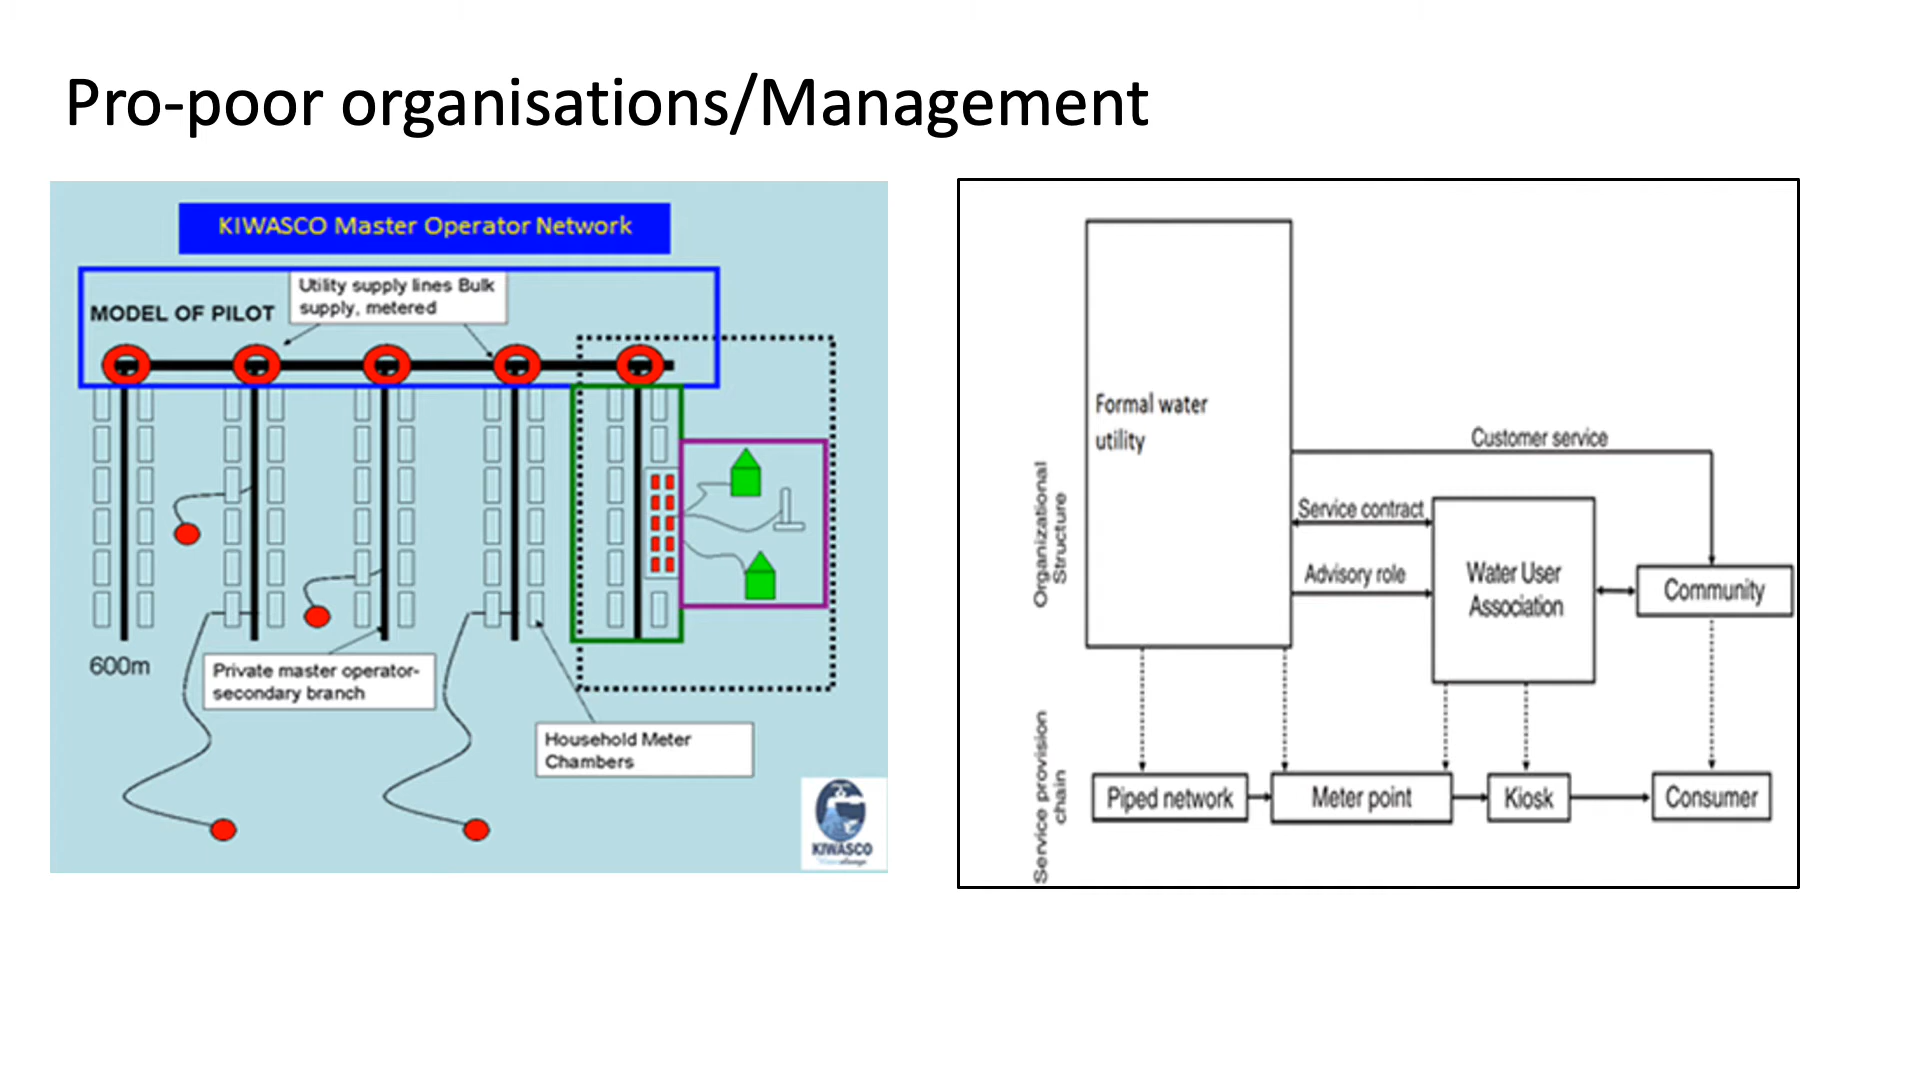 Pro-poor organisations/Management
KIWASCO Master Operator Network
MODEL OF PILOT
Utility supply lines Bulk
supply, metered
600m
Private master operator-
secondary branch
Household Meter
Chambers
KIWASCO
Formal water
utility
Organizational
Structure
Customer service
Service contract
Advisory role
Water User
Association
Community
Service provision
chain
Piped network
Meter point
Kiosk
Consumer